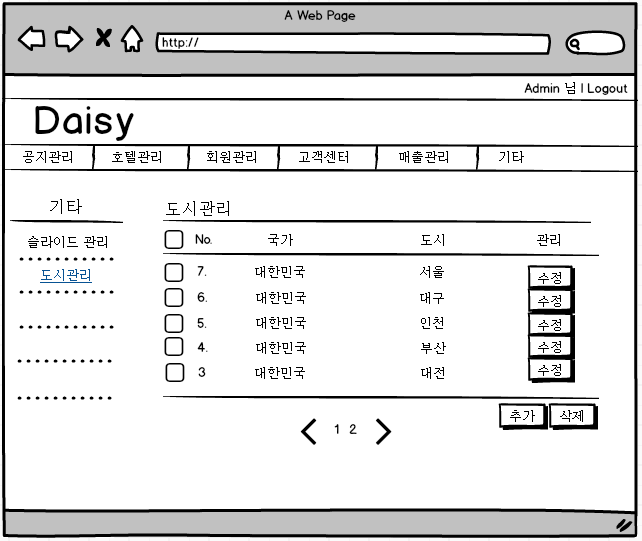 A Web Page
http://
Admin 님 | Logout
Daisy
공지관리 호텔관리 회원관리 고객센터 매출관리 기타
기타
슬라이드 관리
도시관리
도시관리
No. 국가 도시 관리
7. 대한민국 서울 수정
6. 대한민국 대구 수정
5. 대한민국 인천 수정
4. 대한민국 부산 수정
3 대한민국 대전 수정
추가 삭제
1 2